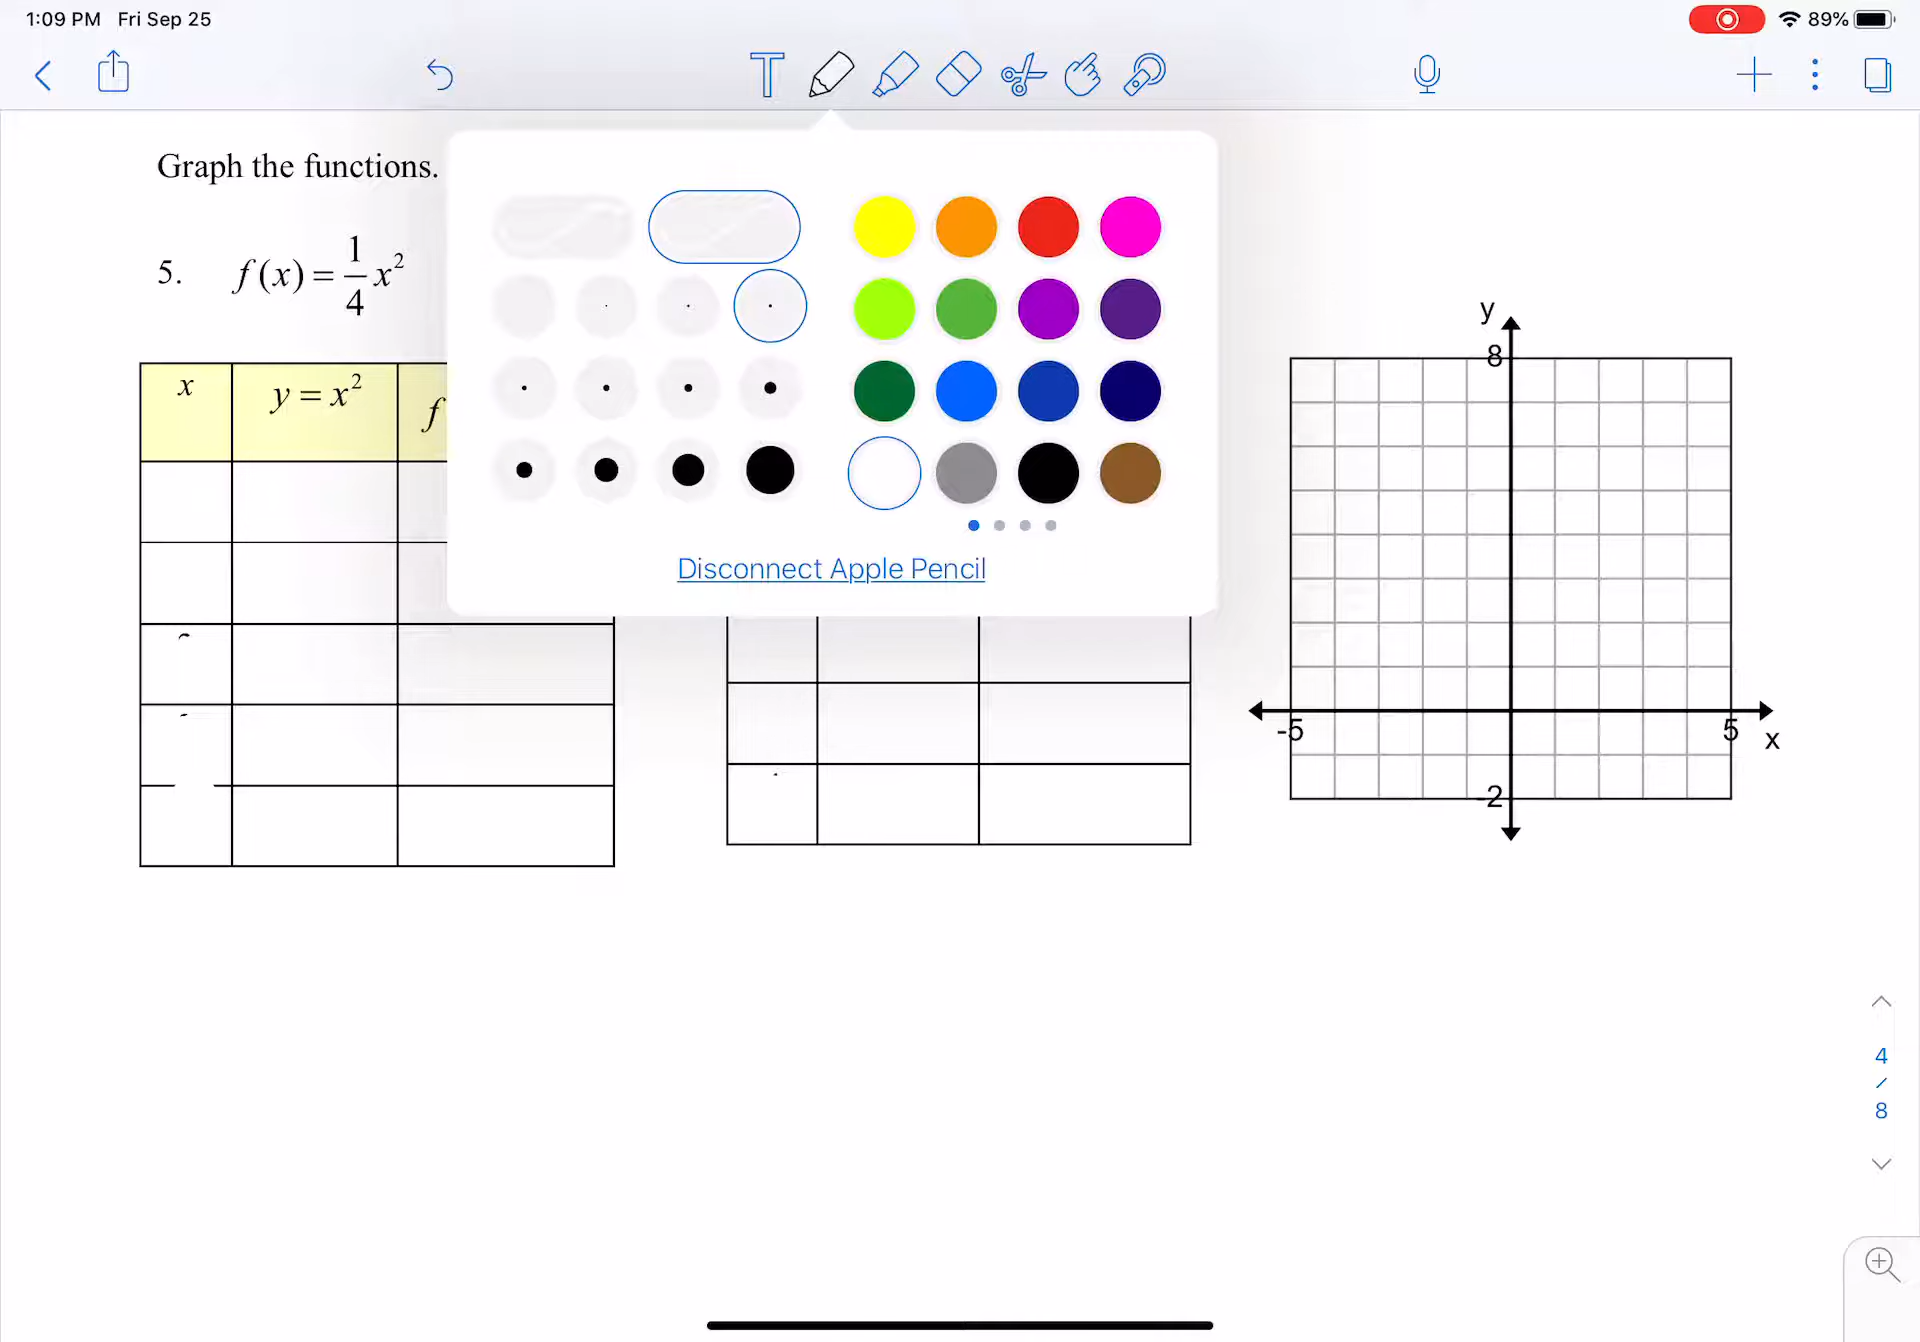 1:09 PM Fri Sep 25
89%
Graph the functions.
5. f(x) = 1/4 x²
x
y = x²
f
Disconnect Apple Pencil
y
8
-5
5
x
-2
4
/
8